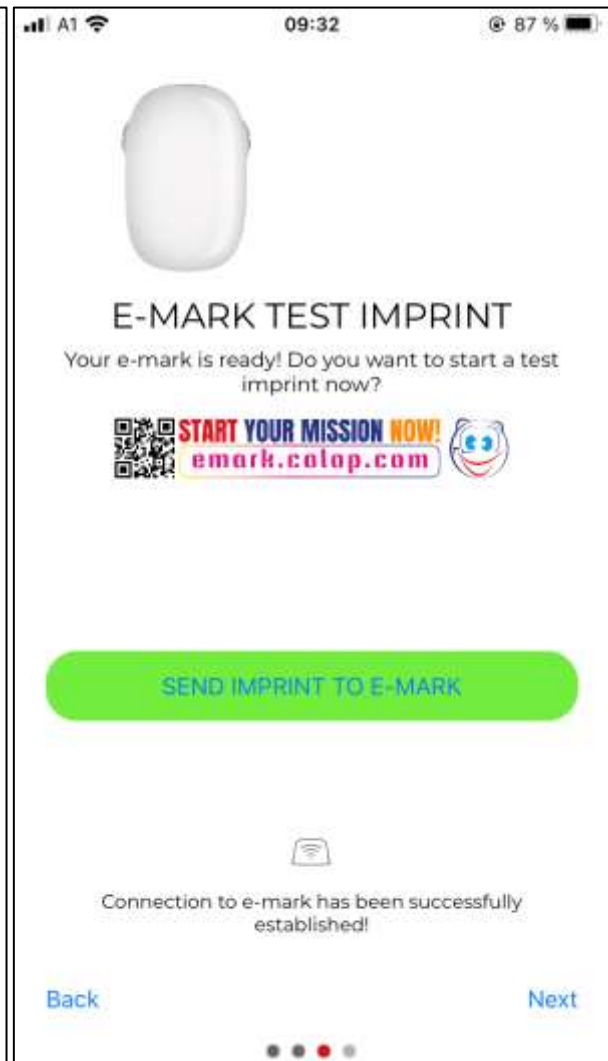 A1 09:32 87 %
E-MARK TEST IMPRINT
Your e-mark is ready! Do you want to start a test
imprint now?
START YOUR MISSION NOW!
emark.colop.com
SEND IMPRINT TO E-MARK
Connection to e-mark has been successfully
established!
Back Next